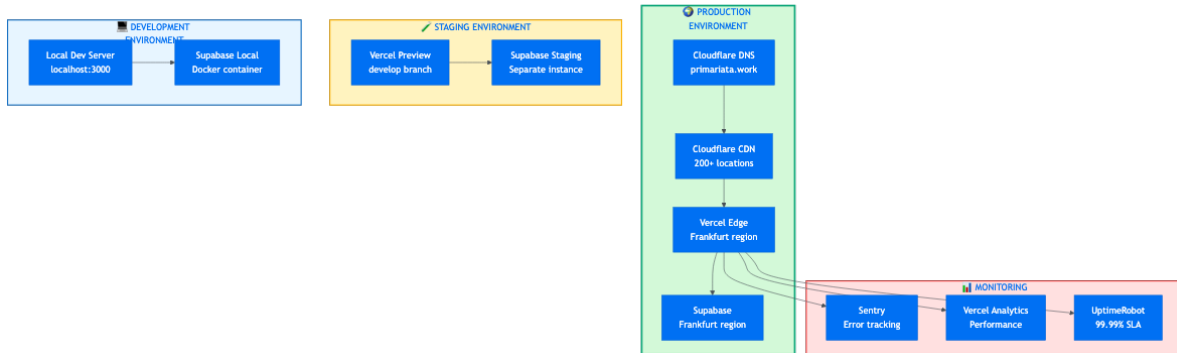 💻 DEVELOPMENT
ENVIRONMENT
Local Dev Server
localhost:3000
Supabase Local
Docker container
🧪 STAGING ENVIRONMENT
Vercel Preview
develop branch
Supabase Staging
Separate instance
🌍 PRODUCTION
ENVIRONMENT
Cloudflare DNS
primariata.work
Cloudflare CDN
200+ locations
Vercel Edge
Frankfurt region
Supabase
Frankfurt region
📊 MONITORING
Sentry
Error tracking
Vercel Analytics
Performance
UptimeRobot
99.99% SLA